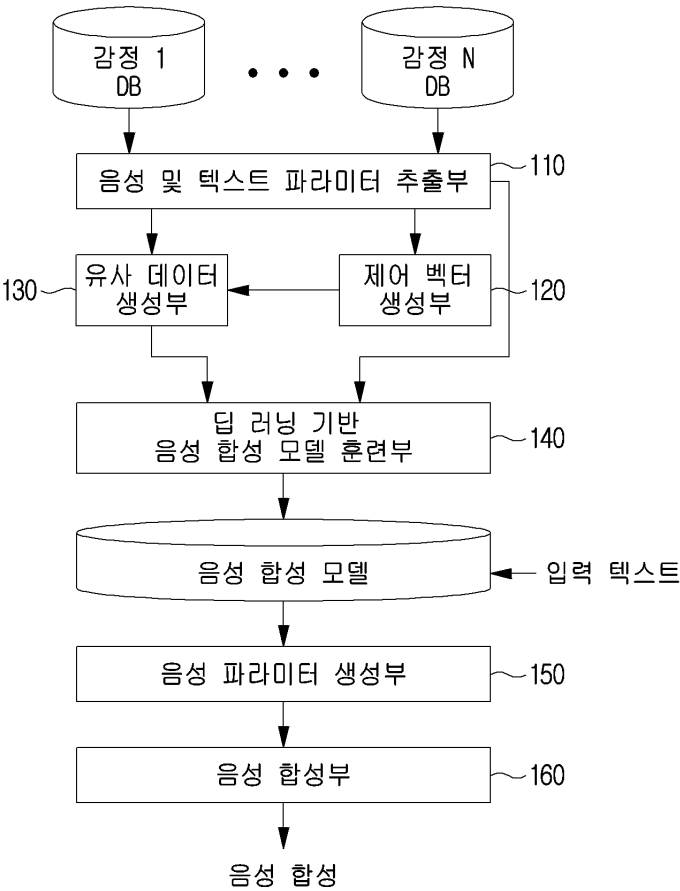 감정 1
DB
감정 N
DB
음성 및 텍스트 파라미터 추출부
110
유사 데이터
생성부
130
제어 벡터
생성부
120
딥 러닝 기반
음성 합성 모델 훈련부
140
음성 합성 모델
입력 텍스트
음성 파라미터 생성부
150
음성 합성부
160
음성 합성